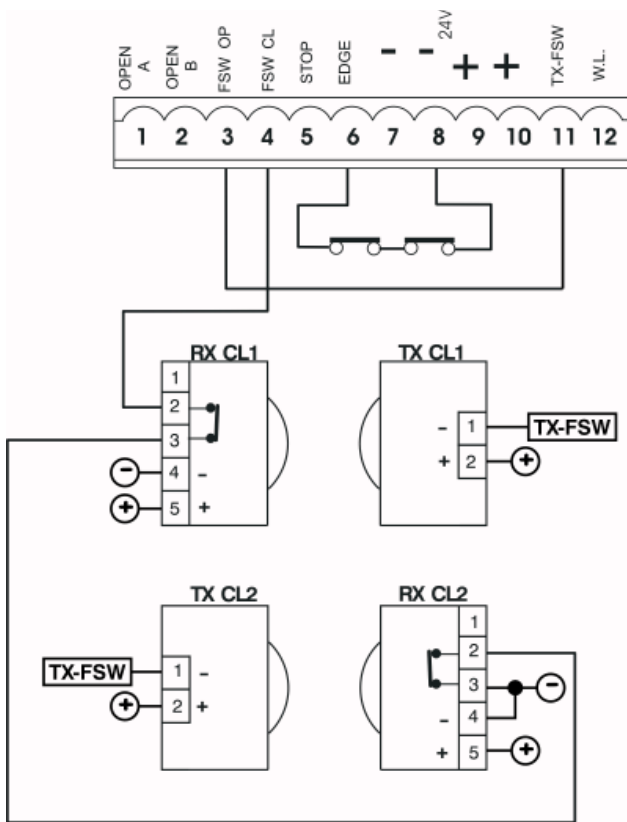 OPEN A
OPEN B
FSW OP
FSW CL
STOP
EDGE
-
-
24V
+
+
TX-FSW
W.L.
1 2 3 4 5 6 7 8 9 10 11 12
RX CL1
1
2
3
4 -
5 +
- +
TX CL1
- 1 TX-FSW
+ 2 +
TX CL2
TX-FSW 1 -
+ 2 +
RX CL2
1
2
3 -
- 4
+ 5 +